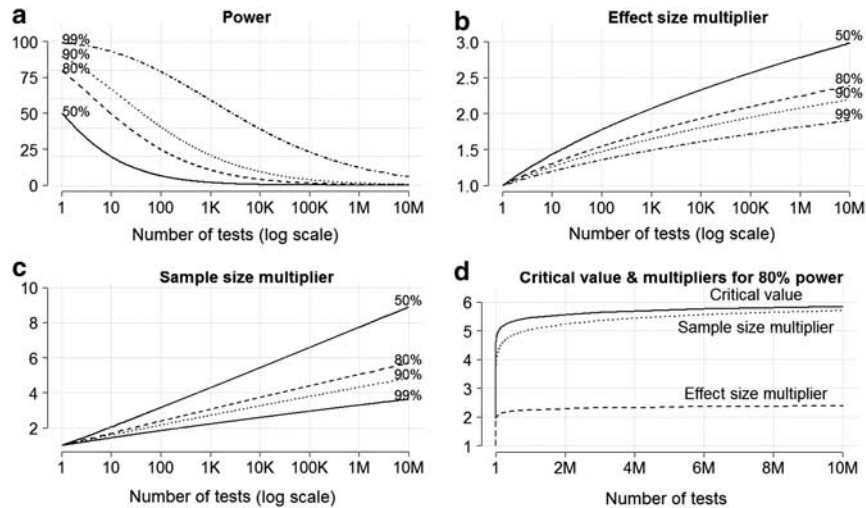 a
Power
100
75
50
25
0
99%
90%
80%
50%
1 10 100 1K 10K 100K 1M 10M
Number of tests (log scale)
b
Effect size multiplier
3.0
2.5
2.0
1.5
1.0
50%
80%
90%
99%
1 10 100 1K 10K 100K 1M 10M
Number of tests (log scale)
c
Sample size multiplier
10
8
6
4
2
50%
80%
90%
99%
1 10 100 1K 10K 100K 1M 10M
Number of tests (log scale)
d
Critical value & multipliers for 80% power
6
5
4
3
2
1
Critical value
Sample size multiplier
Effect size multiplier
1 2M 4M 6M 8M 10M
Number of tests